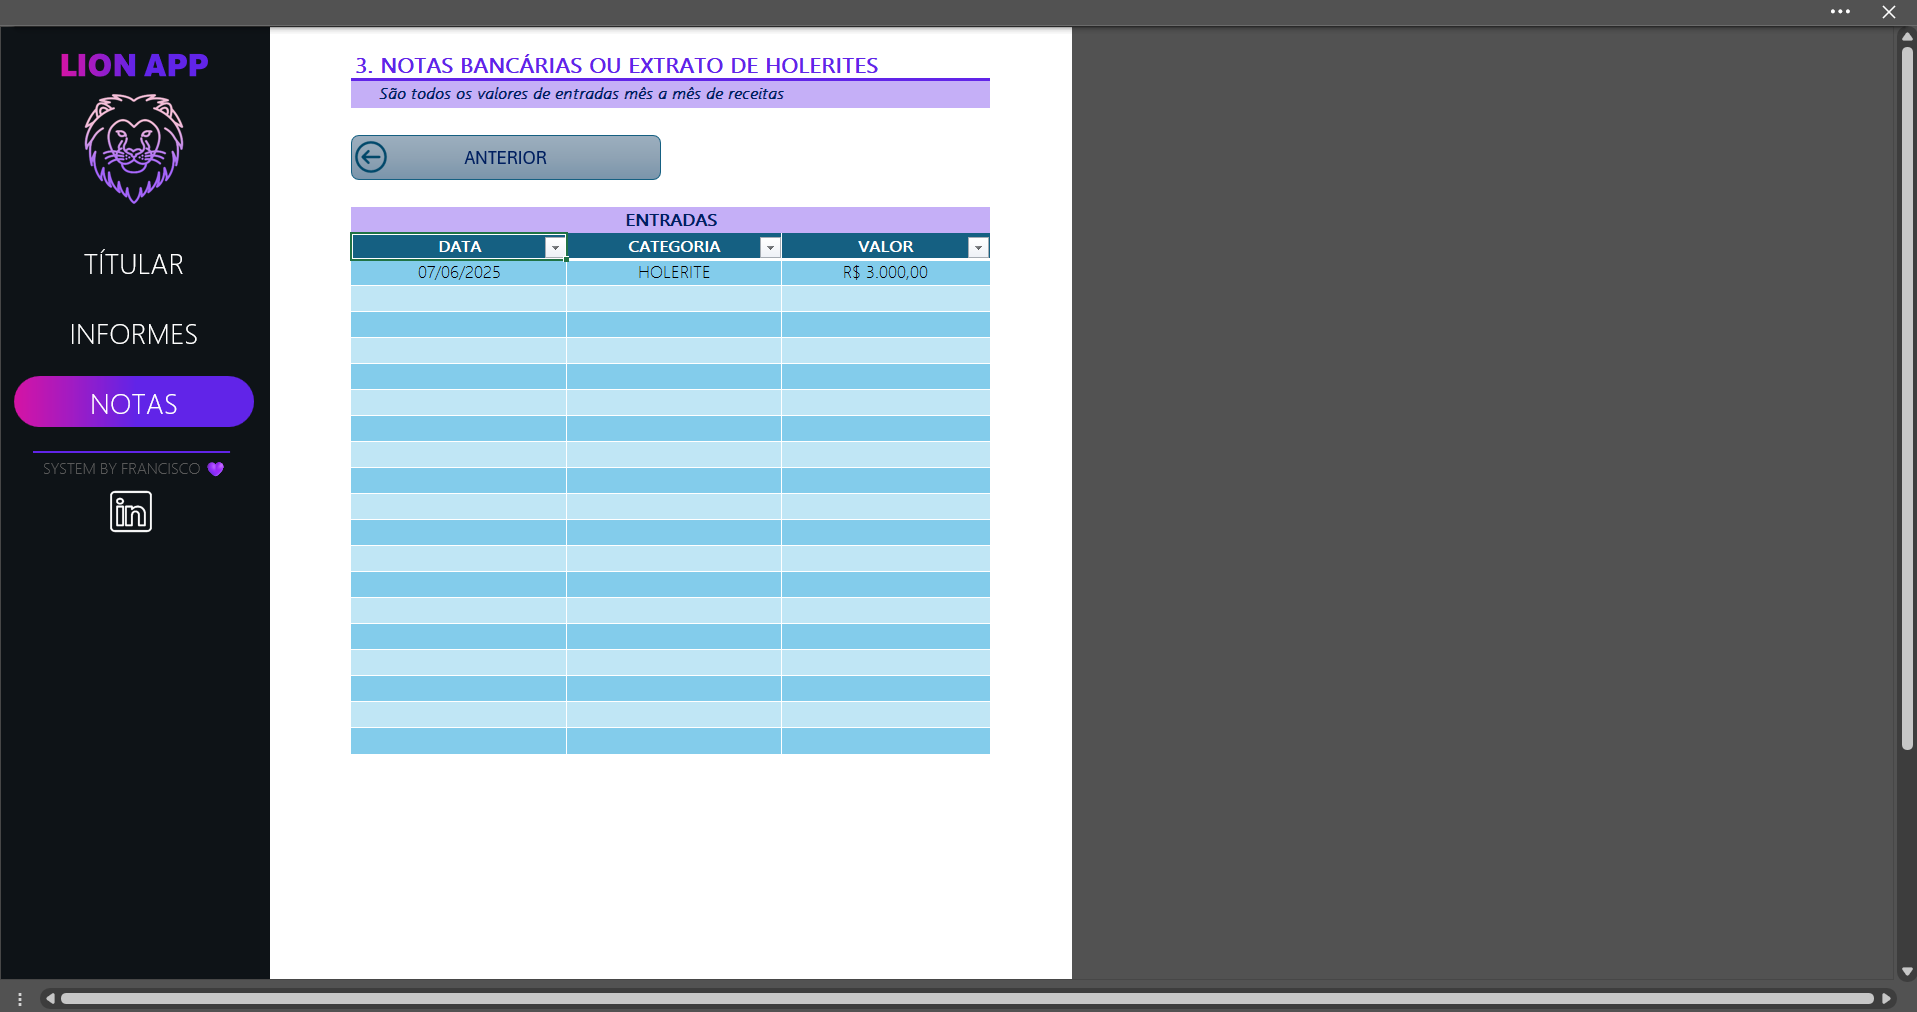 LION APP
TÍTULAR
INFORMES
NOTAS
SYSTEM BY FRANCISCO
in
3. NOTAS BANCÁRIAS OU EXTRATO DE HOLERITES
São todos os valores de entradas mês a mês de receitas
ANTERIOR
ENTRADAS
DATA CATEGORIA VALOR
07/06/2025 HOLERITE R$ 3.000,00